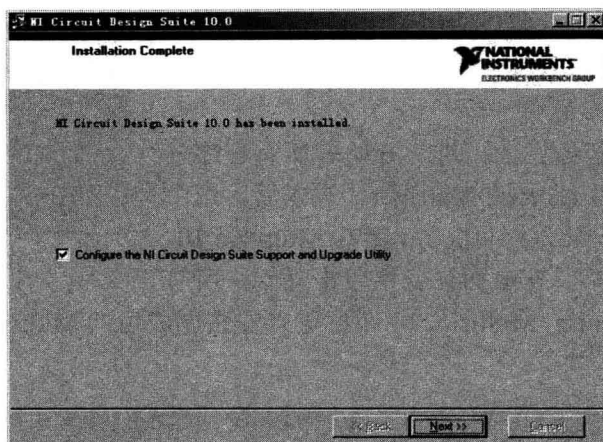 NI Circuit Design Suite 10.0
Installation Complete
NATIONAL
INSTRUMENTS
ELECTRONICS WORKBENCH GROUP
NI Circuit Design Suite 10.0 has been installed.
Configure the NI Circuit Design Suite Support and Upgrade Utility
<< Back
Next >>
Cancel